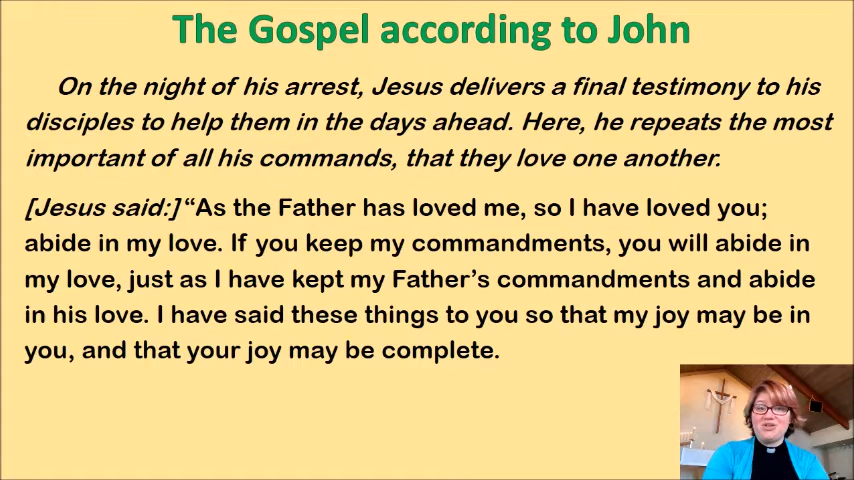 The Gospel according to John
On the night of his arrest, Jesus delivers a final testimony to his
disciples to help them in the days ahead. Here, he repeats the most
important of all his commands, that they love one another.
[Jesus said:] “As the Father has loved me, so I have loved you;
abide in my love. If you keep my commandments, you will abide in
my love, just as I have kept my Father’s commandments and abide
in his love. I have said these things to you so that my joy may be in
you, and that your joy may be complete.